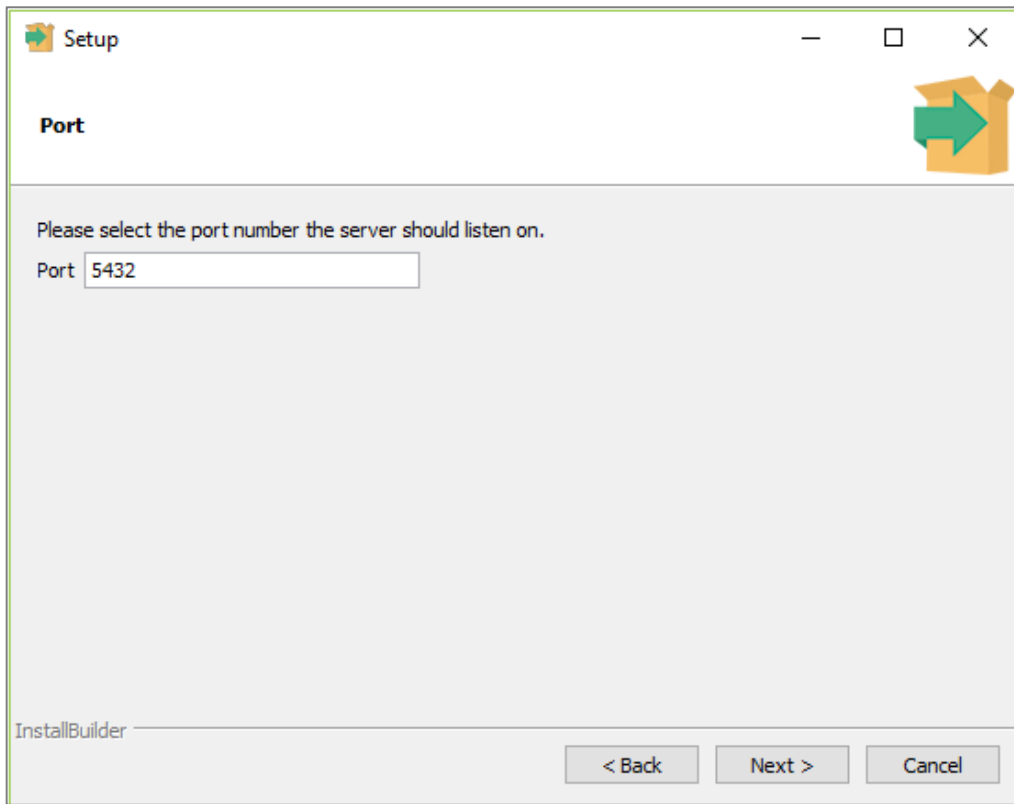 Setup
Port
Please select the port number the server should listen on.
Port 5432
InstallBuilder
< Back Next > Cancel